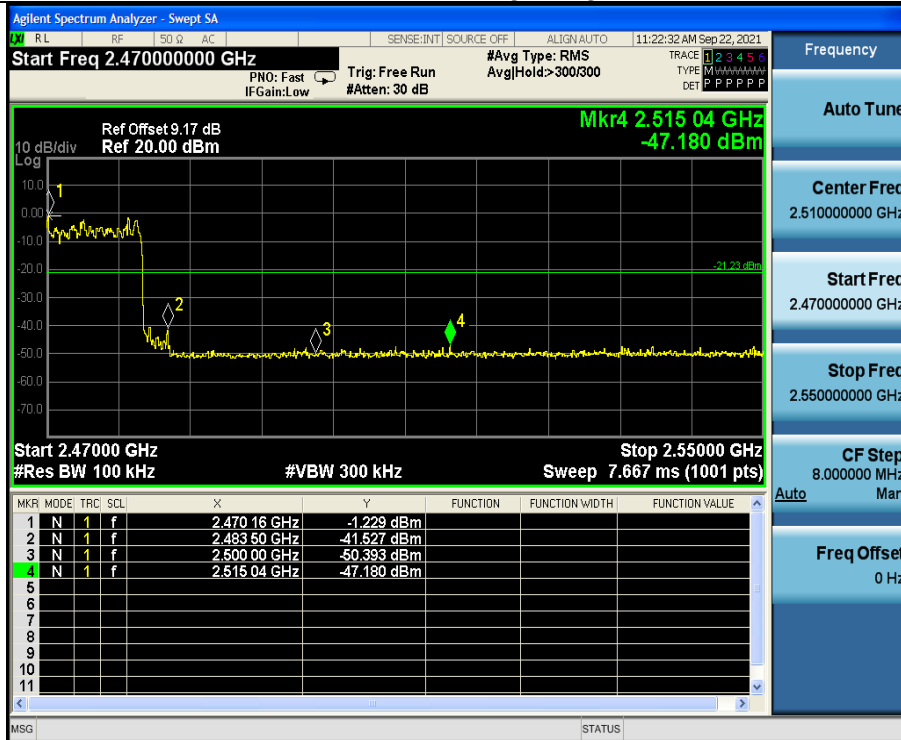 Agilent Spectrum Analyzer - Swept SA
LXI RL RF 50 Ω AC SENSE:INT SOURCE OFF ALIGN AUTO 11:22:32 AM Sep 22, 2021
Start Freq 2.470000000 GHz
#Avg Type: RMS
TRACE 1 2 3 4 5 6
PNO: Fast Trig: Free Run Avg|Hold:>300/300
TYPE M
IFGain:Low #Atten: 30 dB
DET P P P P P P
Mkr4 2.515 04 GHz
Ref Offset 9.17 dB
10 dB/div Ref 20.00 dBm -47.180 dBm
Log
10.0
1
0.00
-10.0
-20.0
-21.23 dBm
-30.0
2
-40.0
3
4
-50.0
-60.0
-70.0
Start 2.47000 GHz Stop 2.55000 GHz
#Res BW 100 kHz #VBW 300 kHz Sweep 7.667 ms (1001 pts)
MKR MODE TRC SCL X Y FUNCTION FUNCTION WIDTH FUNCTION VALUE
1 N 1 f 2.470 16 GHz -1.229 dBm
2 N 1 f 2.483 50 GHz -41.527 dBm
3 N 1 f 2.500 00 GHz -50.393 dBm
4 N 1 f 2.515 04 GHz -47.180 dBm
5
6
7
8
9
10
11
MSG STATUS
Frequency
Auto Tune
Center Freq
2.510000000 GHz
Start Freq
2.470000000 GHz
Stop Freq
2.550000000 GHz
CF Step
8.000000 MHz
Auto Man
Freq Offset
0 Hz